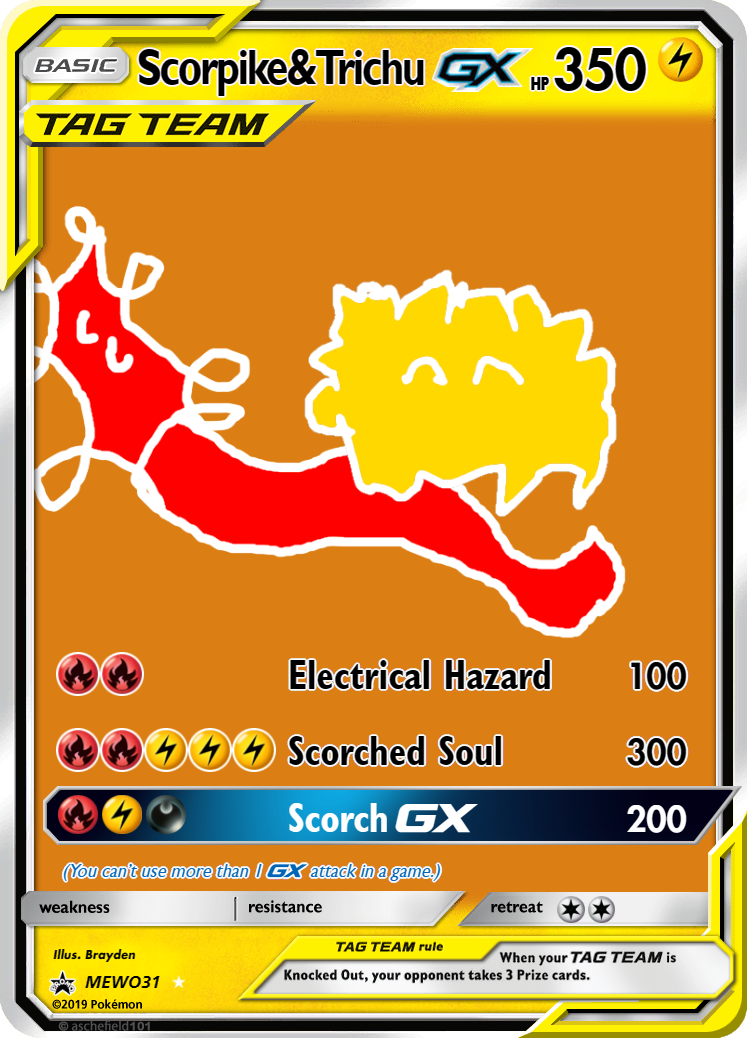 BASIC Scorpike&Trichu GX HP 350
TAG TEAM
Electrical Hazard 100
Scorched Soul 300
Scorch GX 200
(You can't use more than 1 GX attack in a game.)
weakness resistance retreat
Illus. Brayden
TAG TEAM rule
When your TAG TEAM is
Knocked Out, your opponent takes 3 Prize cards.
MEWO31
©2019 Pokémon
© aschefield101